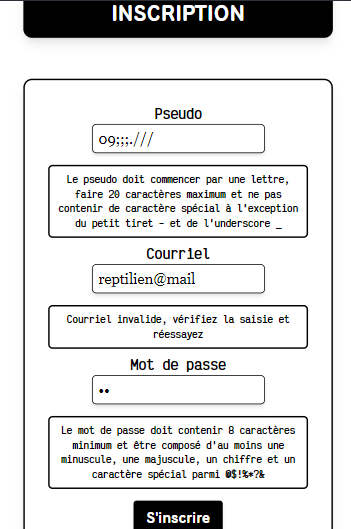 INSCRIPTION
Pseudo
09;;;.///
Le pseudo doit commencer par une lettre,
faire 20 caractères maximum et ne pas
contenir de caractère spécial à l'exception
du petit tiret - et de l'underscore _
Courriel
reptilien@mail
Courriel invalide, vérifiez la saisie et
réessayez
Mot de passe
••
Le mot de passe doit contenir 8 caractères
minimum et être composé d'au moins une
minuscule, une majuscule, un chiffre et un
caractère spécial parmi @$!%*?&
S'inscrire